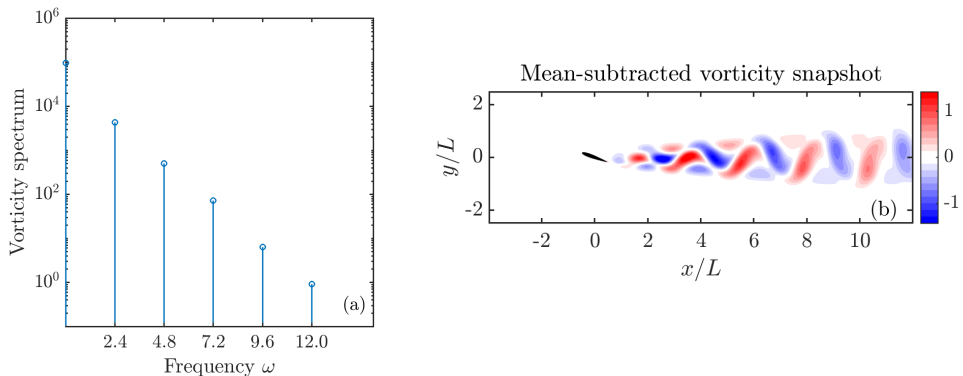 10^6
10^4
10^2
10^0
Vorticity spectrum
2.4 4.8 7.2 9.6 12.0
Frequency ω
(a)
Mean-subtracted vorticity snapshot
2
0
-2
y/L
-2 0 2 4 6 8 10
x/L
(b)
1
0
-1